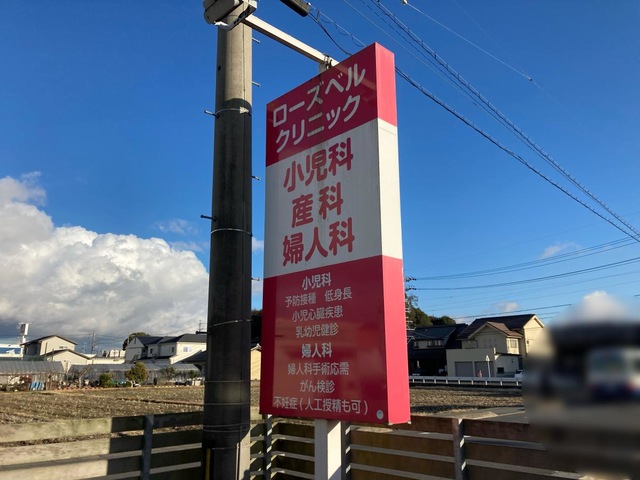 ローズベル
クリニック
小児科
産科
婦人科
小児科
予防接種 低身長
小児心臓疾患
乳幼児健診
婦人科
婦人科手術応需
がん検診
不妊症(人工授精も可)